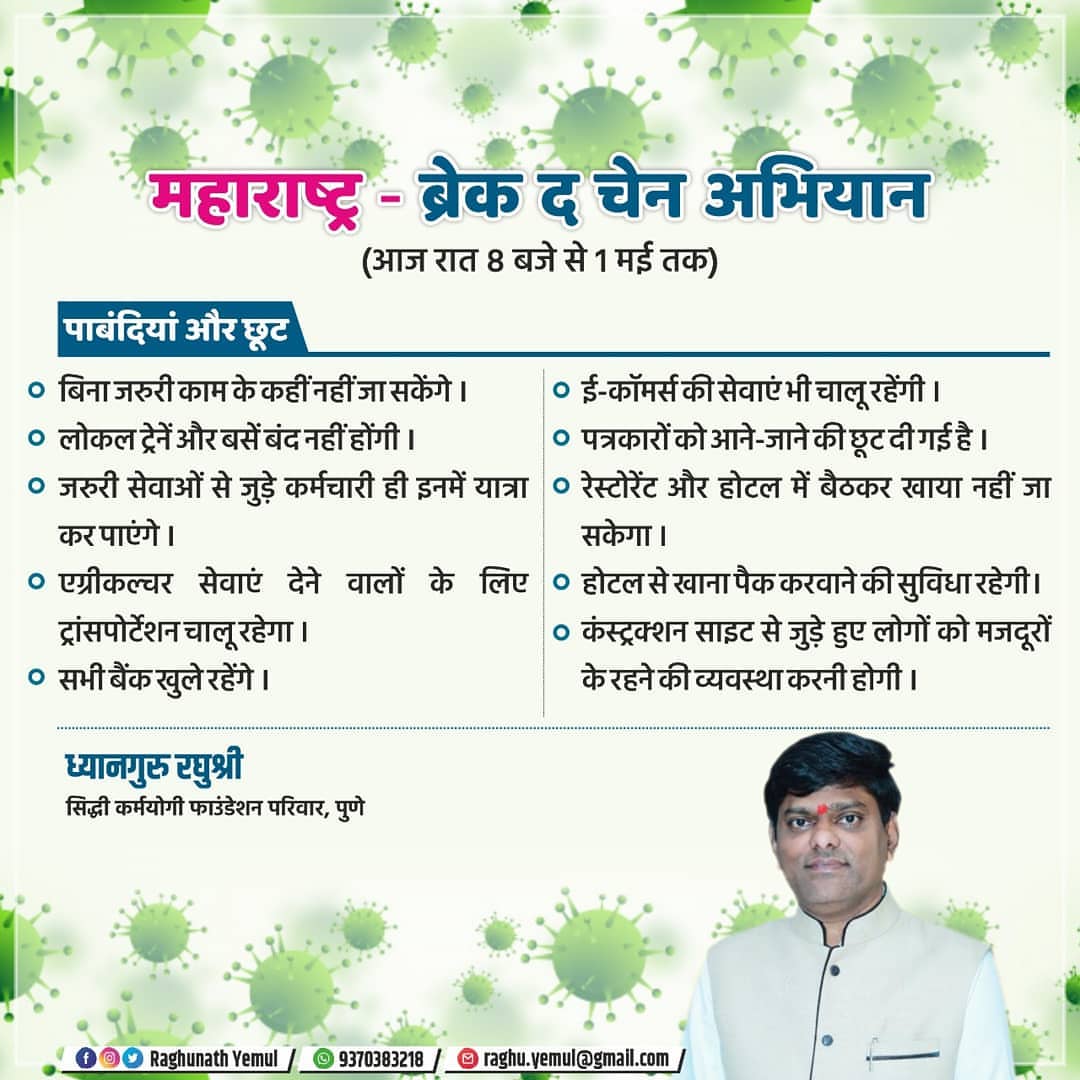 महाराष्ट्र - ब्रेक द चेन अभियान
(आज रात 8 बजे से 1 मई तक)
पाबंदियां और छूट
बिना जरुरी काम के कहीं नहीं जा सकेंगे ।
लोकल ट्रेनें और बसें बंद नहीं होंगी ।
जरुरी सेवाओं से जुड़े कर्मचारी ही इनमें यात्रा
कर पाएंगे ।
एग्रीकल्चर सेवाएं देने वालों के लिए
ट्रांसपोर्टेशन चालू रहेगा ।
सभी बैंक खुले रहेंगे ।
ई-कॉमर्स की सेवाएं भी चालू रहेंगी ।
पत्रकारों को आने-जाने की छूट दी गई है ।
रेस्टोरेंट और होटल में बैठकर खाया नहीं जा
सकेगा ।
होटल से खाना पैक करवाने की सुविधा रहेगी।
कंस्ट्रक्शन साइट से जुड़े हुए लोगों को मजदूरों
के रहने की व्यवस्था करनी होगी ।
ध्यानगुरु रघुश्री
सिद्धी कर्मयोगी फाउंडेशन परिवार, पुणे
Raghunath Yemul / 9370383218 / raghu.yemul@gmail.com /